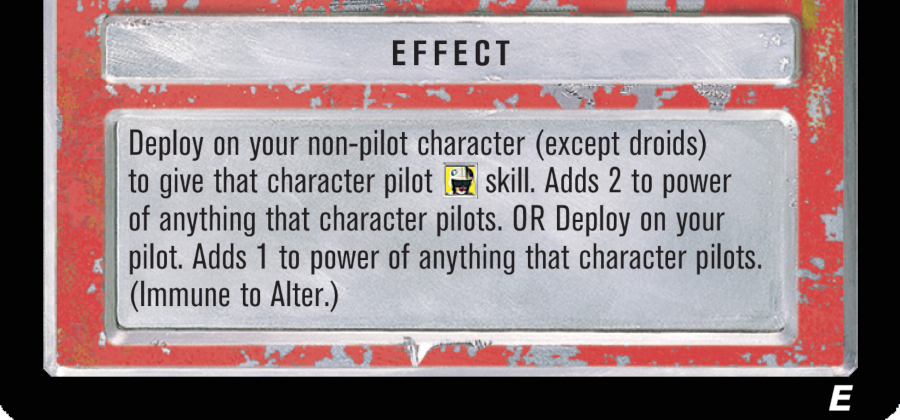 EFFECT
Deploy on your non-pilot character (except droids)
to give that character pilot skill. Adds 2 to power
of anything that character pilots. OR Deploy on your
pilot. Adds 1 to power of anything that character pilots.
(Immune to Alter.)
E